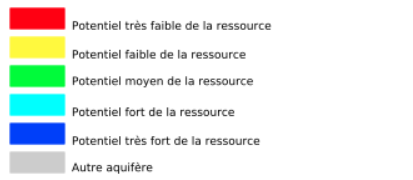 Potentiel très faible de la ressource
Potentiel faible de la ressource
Potentiel moyen de la ressource
Potentiel fort de la ressource
Potentiel très fort de la ressource
Autre aquifère